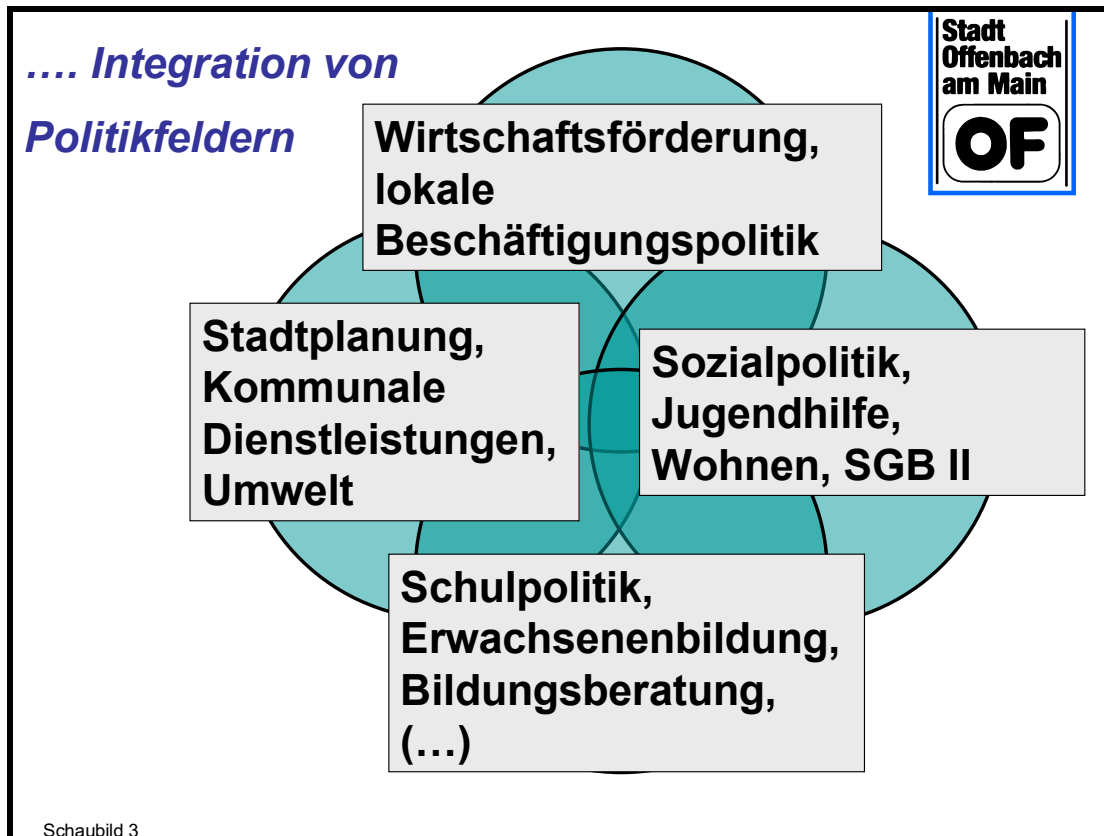 …. Integration von
Politikfeldern
Stadt
Offenbach
am Main
OF
Wirtschaftsförderung,
lokale
Beschäftigungspolitik
Stadtplanung,
Kommunale
Dienstleistungen,
Umwelt
Sozialpolitik,
Jugendhilfe,
Wohnen, SGB II
Schulpolitik,
Erwachsenenbildung,
Bildungsberatung,
(…)
Schaubild 3